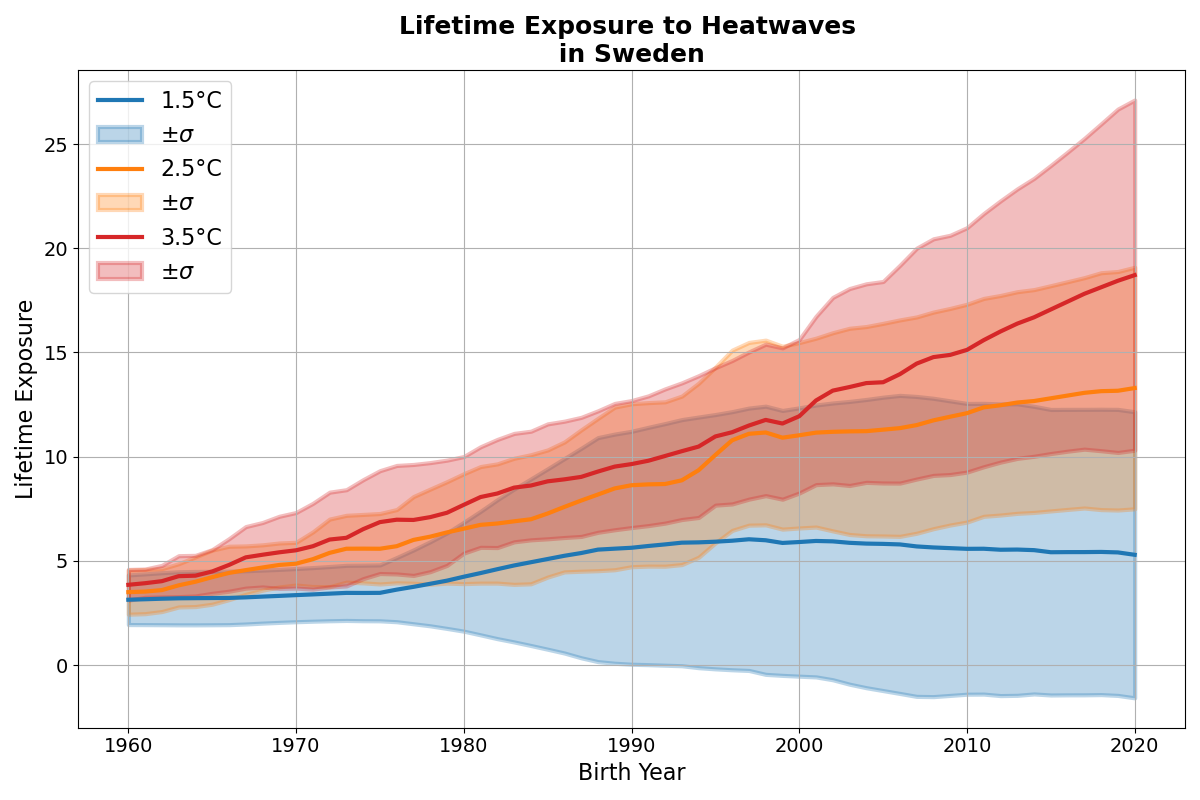 Lifetime Exposure to Heatwaves
in Sweden
1.5°C
±σ
2.5°C
±σ
3.5°C
±σ
25
20
15
10
5
0
Lifetime Exposure
1960 1970 1980 1990 2000 2010 2020
Birth Year